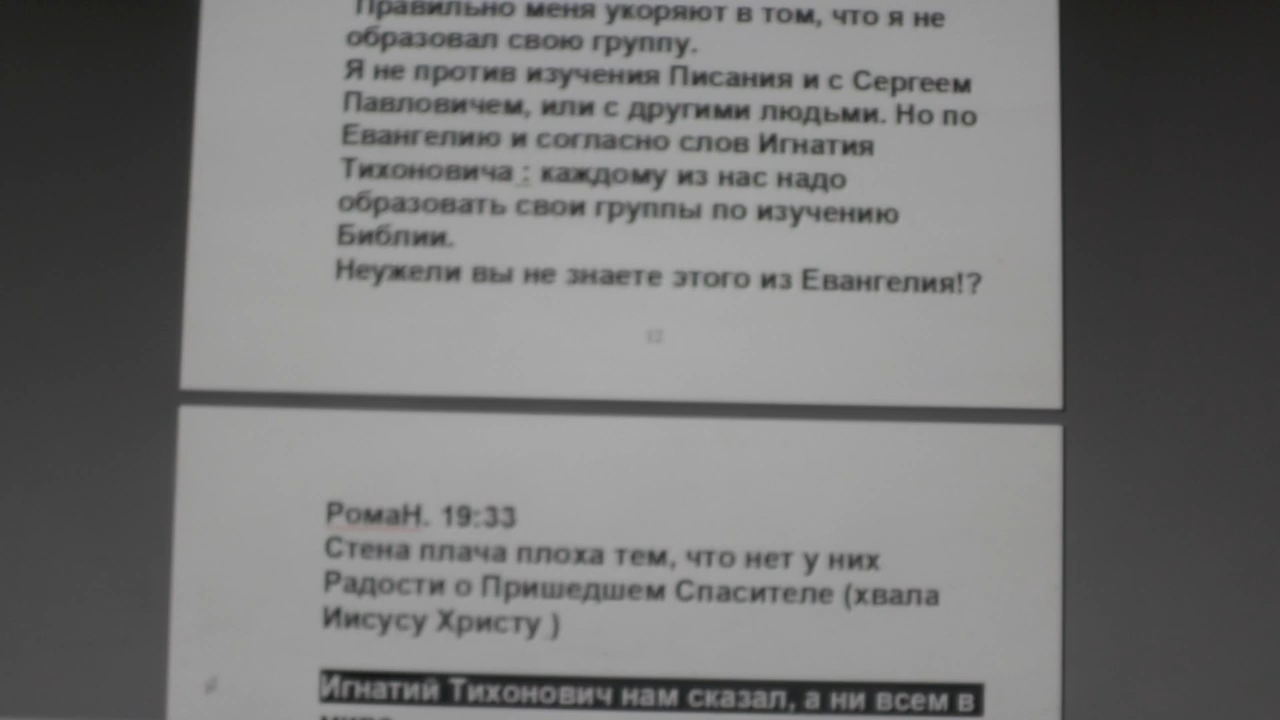 Правильно меня укоряют в том, что я не
образовал свою группу.
Я не против изучения Писания и с Сергеем
Павловичем, или с другими людьми. Но по
Евангелию и согласно слов Игнатия
Тихоновича : каждому из нас надо
образовать свои группы по изучению
Библии.
Неужели вы не знаете этого из Евангелия!?
12
РомаН. 19:33
Стена плача плоха тем, что нет у них
Радости о Пришедшем Спасителе (хвала
Иисусу Христу )
Игнатий Тихонович нам сказал, а ни всем в